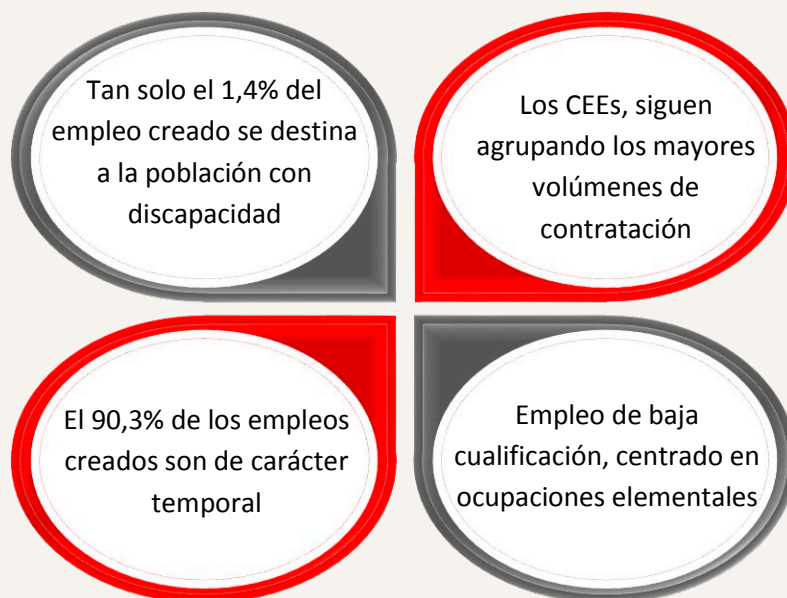 Tan solo el 1,4% del
empleo creado se destina
a la población con
discapacidad
Los CEEs, siguen
agrupando los mayores
volúmenes de
contratación
El 90,3% de los empleos
creados son de carácter
temporal
Empleo de baja
cualificación, centrado en
ocupaciones elementales